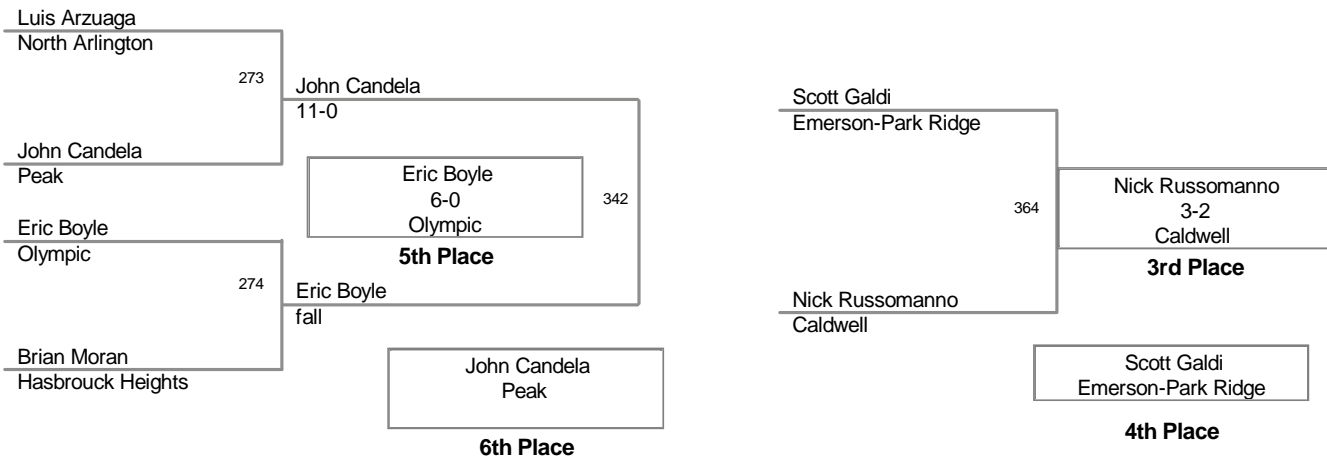 Luis Arzuaga
North Arlington
273
John Candela
11-0
John Candela
Peak
Eric Boyle
6-0
Olympic
5th Place
342
Eric Boyle
Olympic
274
Eric Boyle
fall
Brian Moran
Hasbrouck Heights
John Candela
Peak
6th Place
Scott Galdi
Emerson-Park Ridge
364
Nick Russomanno
3-2
Caldwell
3rd Place
Nick Russomanno
Caldwell
Scott Galdi
Emerson-Park Ridge
4th Place